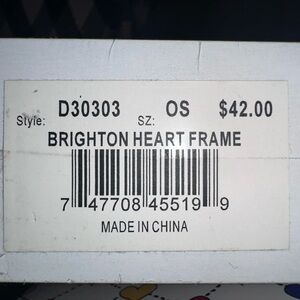 Style: D30303 SZ: OS $42.00
BRIGHTON HEART FRAME
7 47708 45519 9
MADE IN CHINA